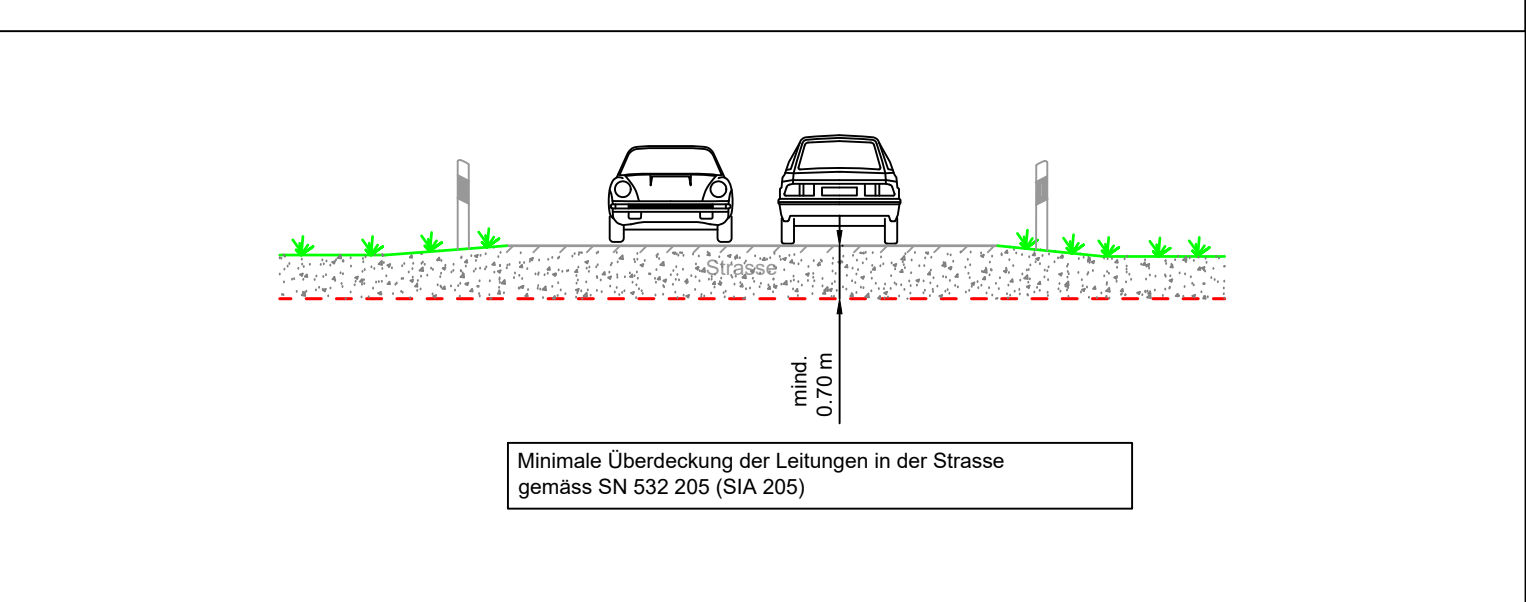 Strasse
mind.
0.70 m
Minimale Überdeckung der Leitungen in der Strasse
gemäss SN 532 205 (SIA 205)